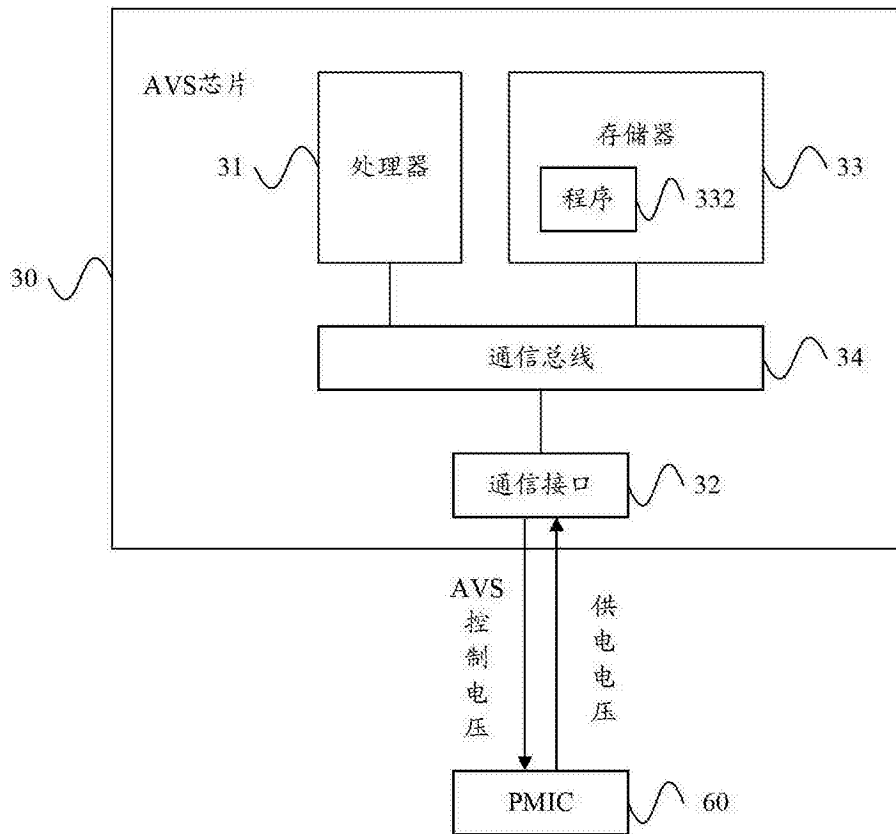 AVS芯片
处理器
31
存储器
程序
332
33
30
通信总线
34
通信接口
32
AVS
控制电压
供电电压
PMIC
60